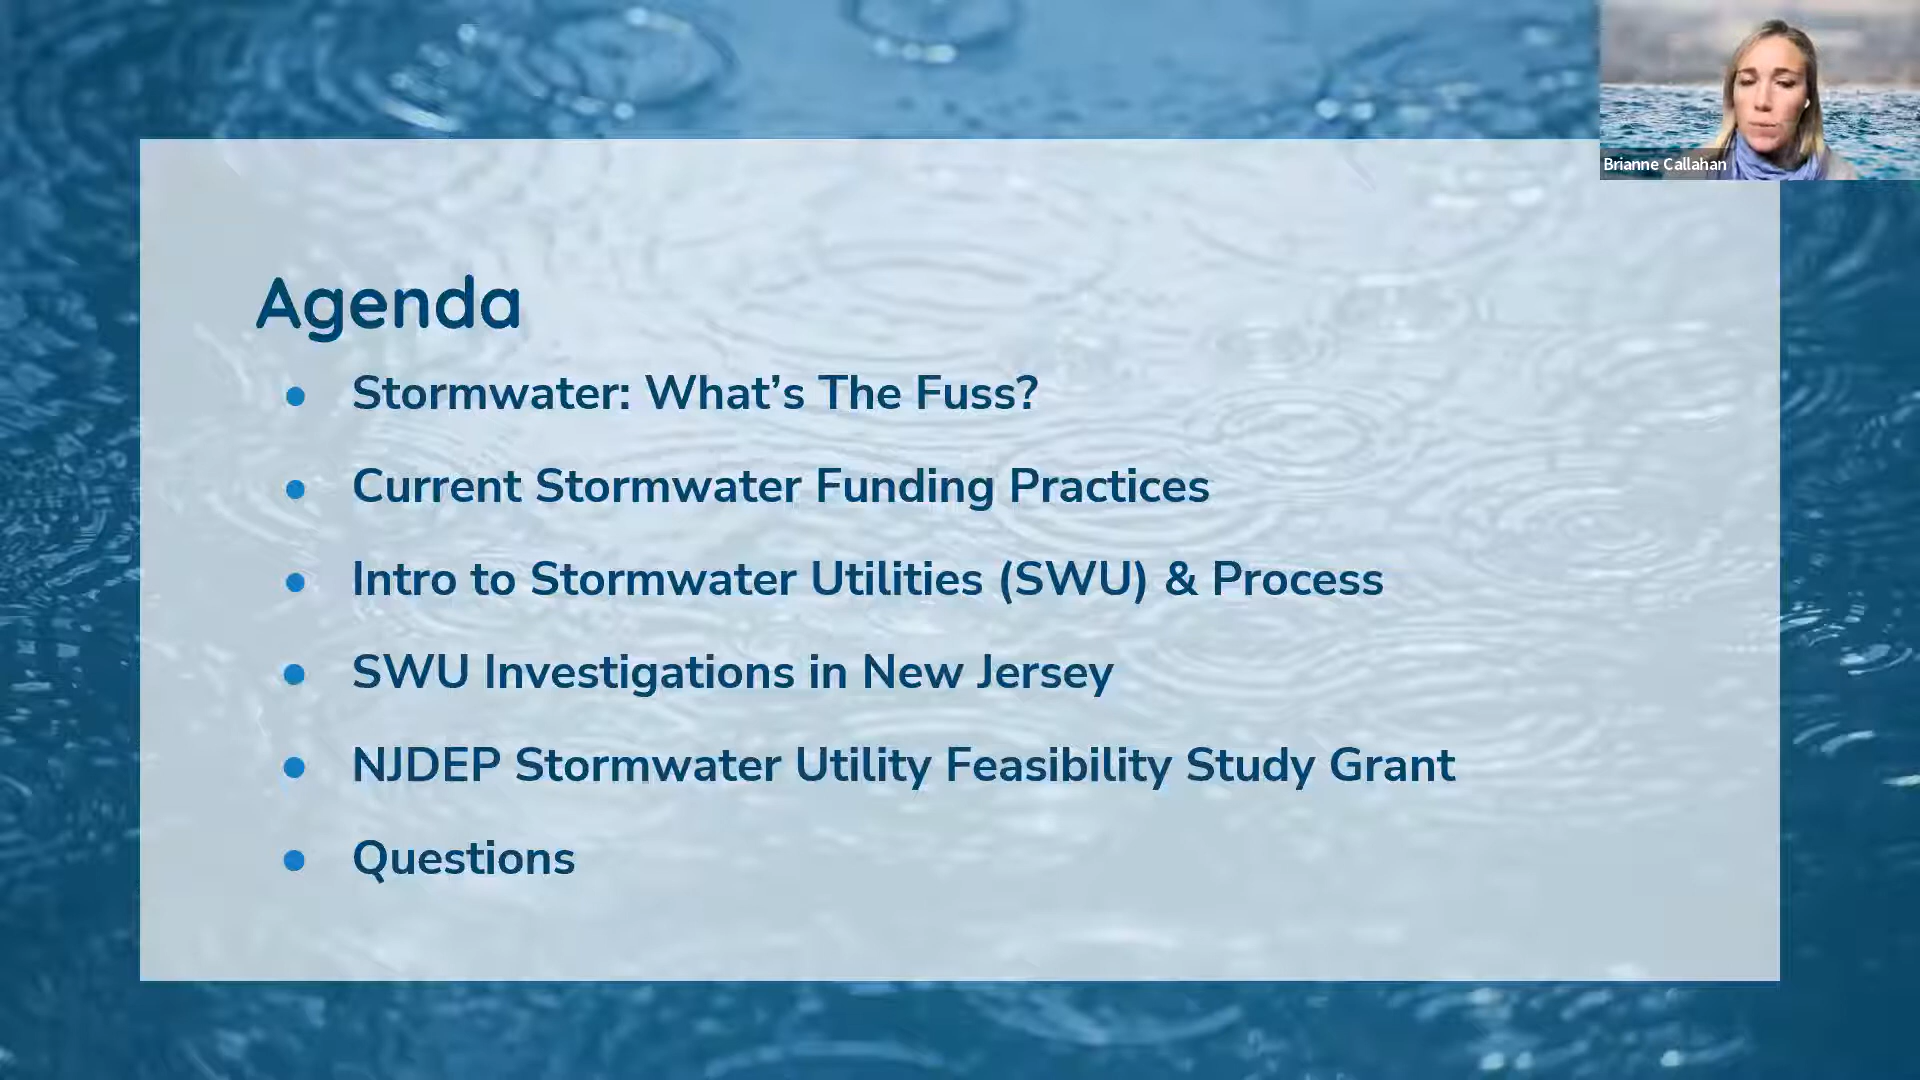 Brianne Callahan
Agenda
● Stormwater: What’s The Fuss?
● Current Stormwater Funding Practices
● Intro to Stormwater Utilities (SWU) & Process
● SWU Investigations in New Jersey
● NJDEP Stormwater Utility Feasibility Study Grant
● Questions